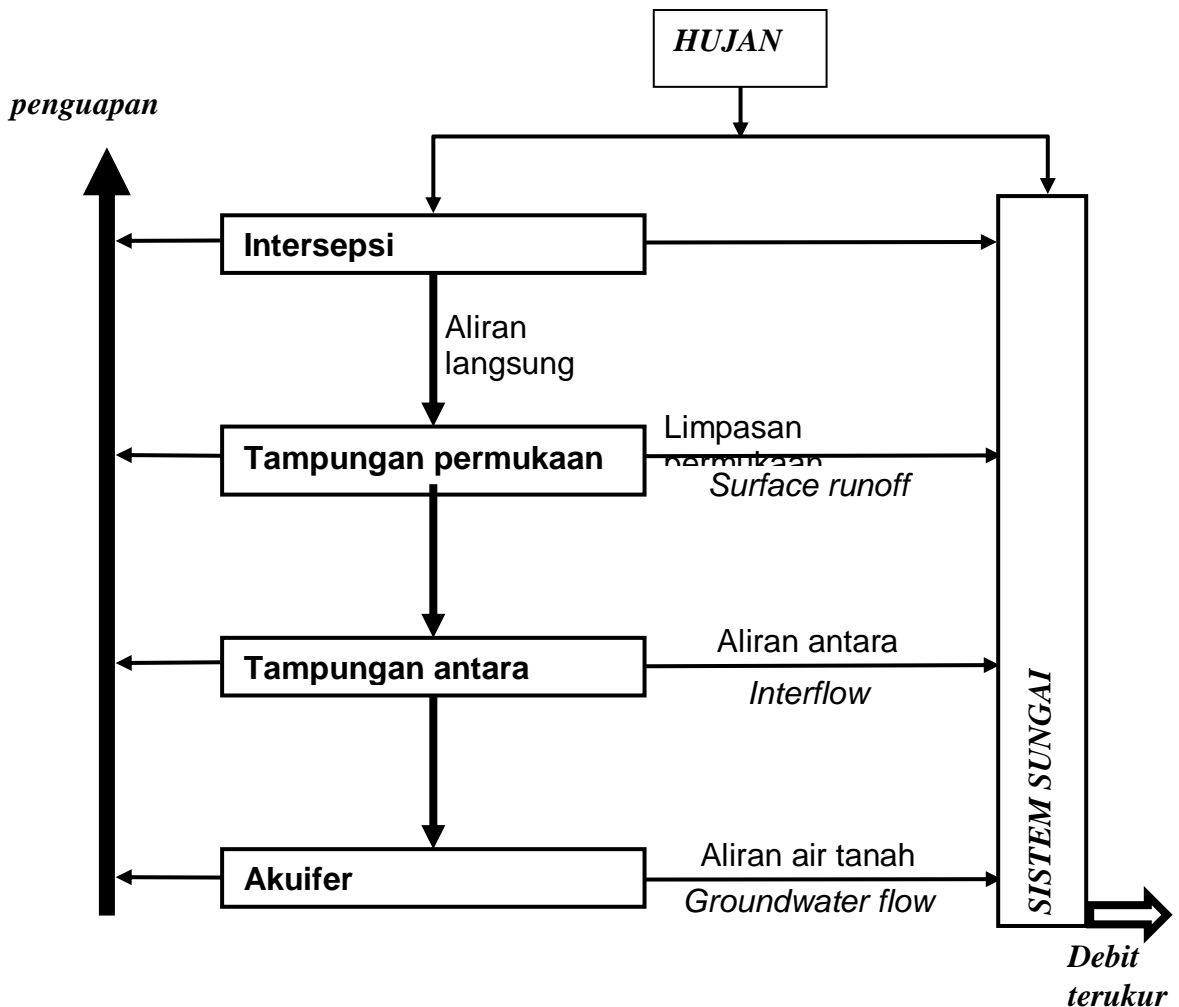 HUJAN
penguapan
Intersepsi
Aliran
langsung
Tampungan permukaan
Limpasan
permukaan
Surface runoff
Tampungan antara
Aliran antara
Interflow
Akuifer
Aliran air tanah
Groundwater flow
SISTEM SUNGAI
Debit
terukur